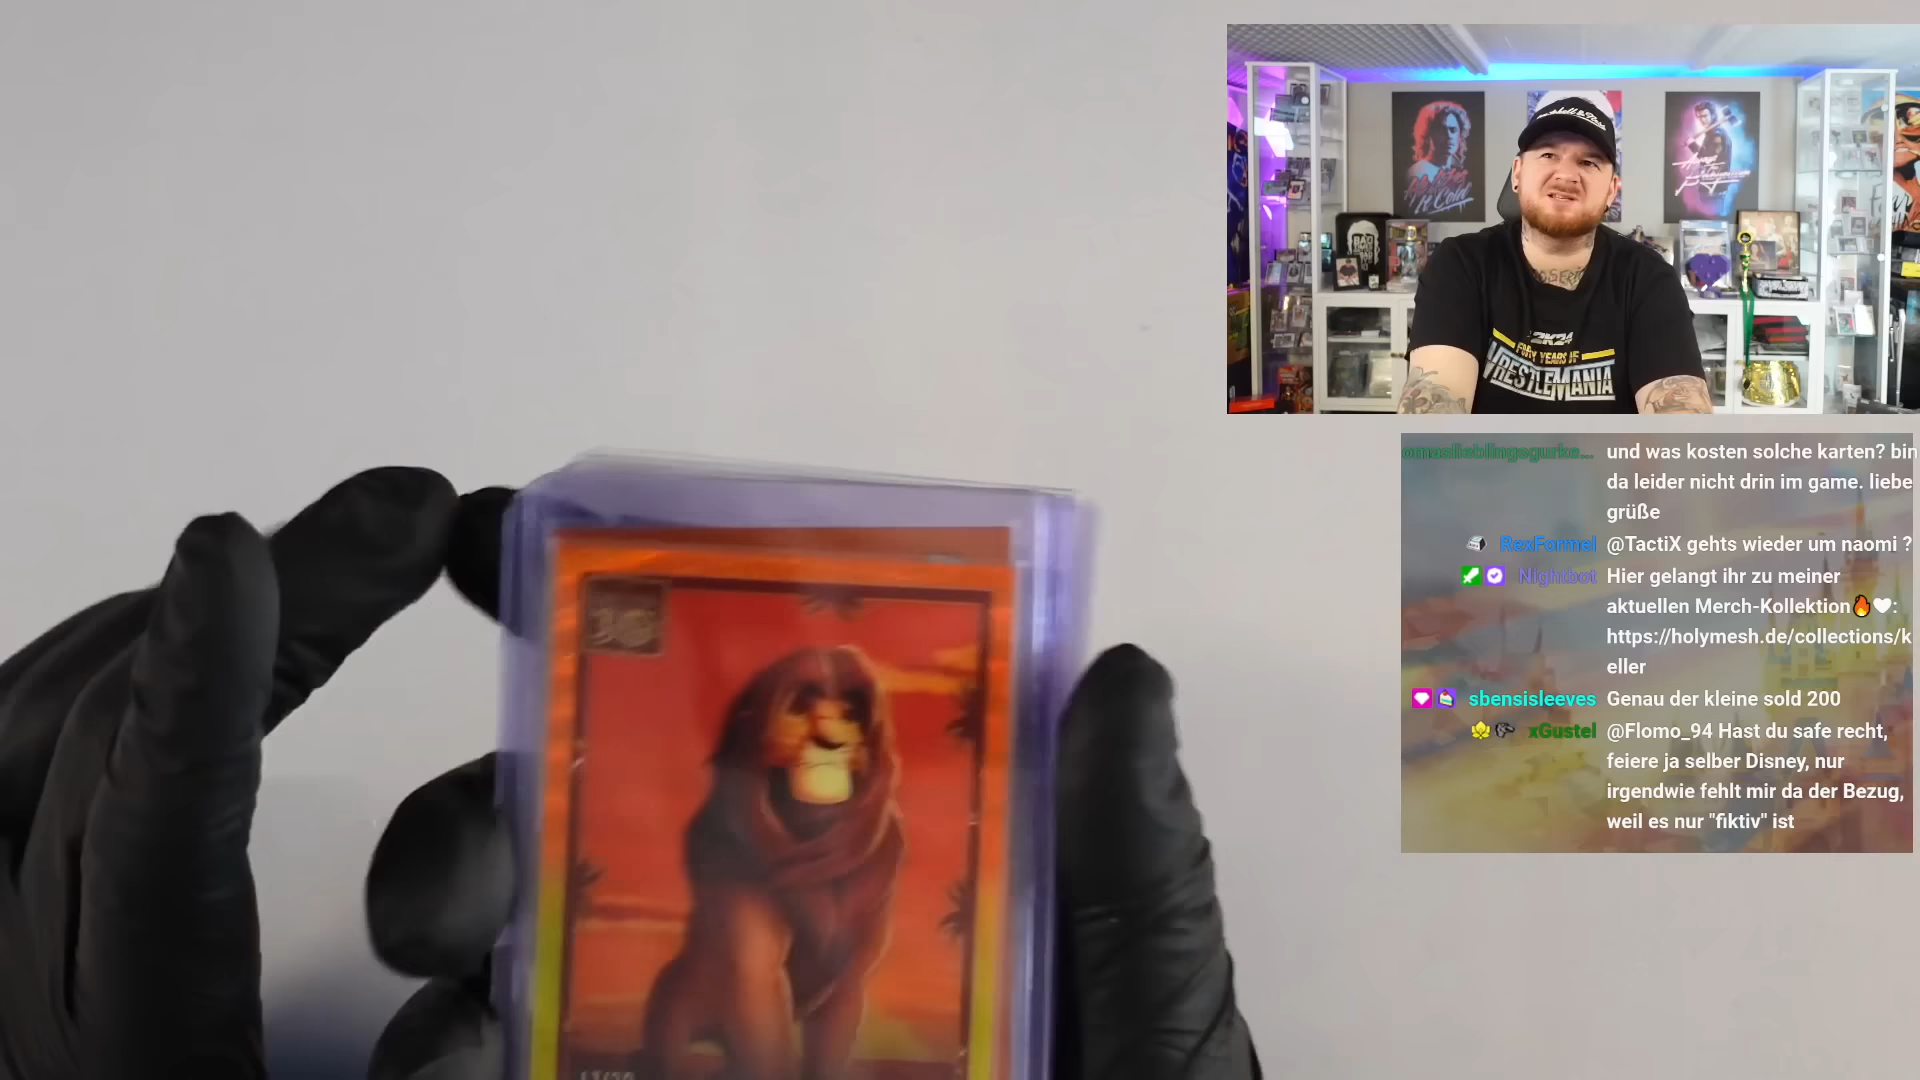 2K24
FORTY YEARS OF
WRESTLEMANIA
omaslieblingsgurke...
und was kosten solche karten? bin
da leider nicht drin im game. liebe
grüße
RexFormel @TactiX gehts wieder um naomi ?
Nightbot Hier gelangt ihr zu meiner
aktuellen Merch-Kollektion🔥🤍:
https://holymesh.de/collections/k
eller
sbensisleeves Genau der kleine sold 200
xGustel @Flomo_94 Hast du safe recht,
feiere ja selber Disney, nur
irgendwie fehlt mir da der Bezug,
weil es nur "fiktiv" ist